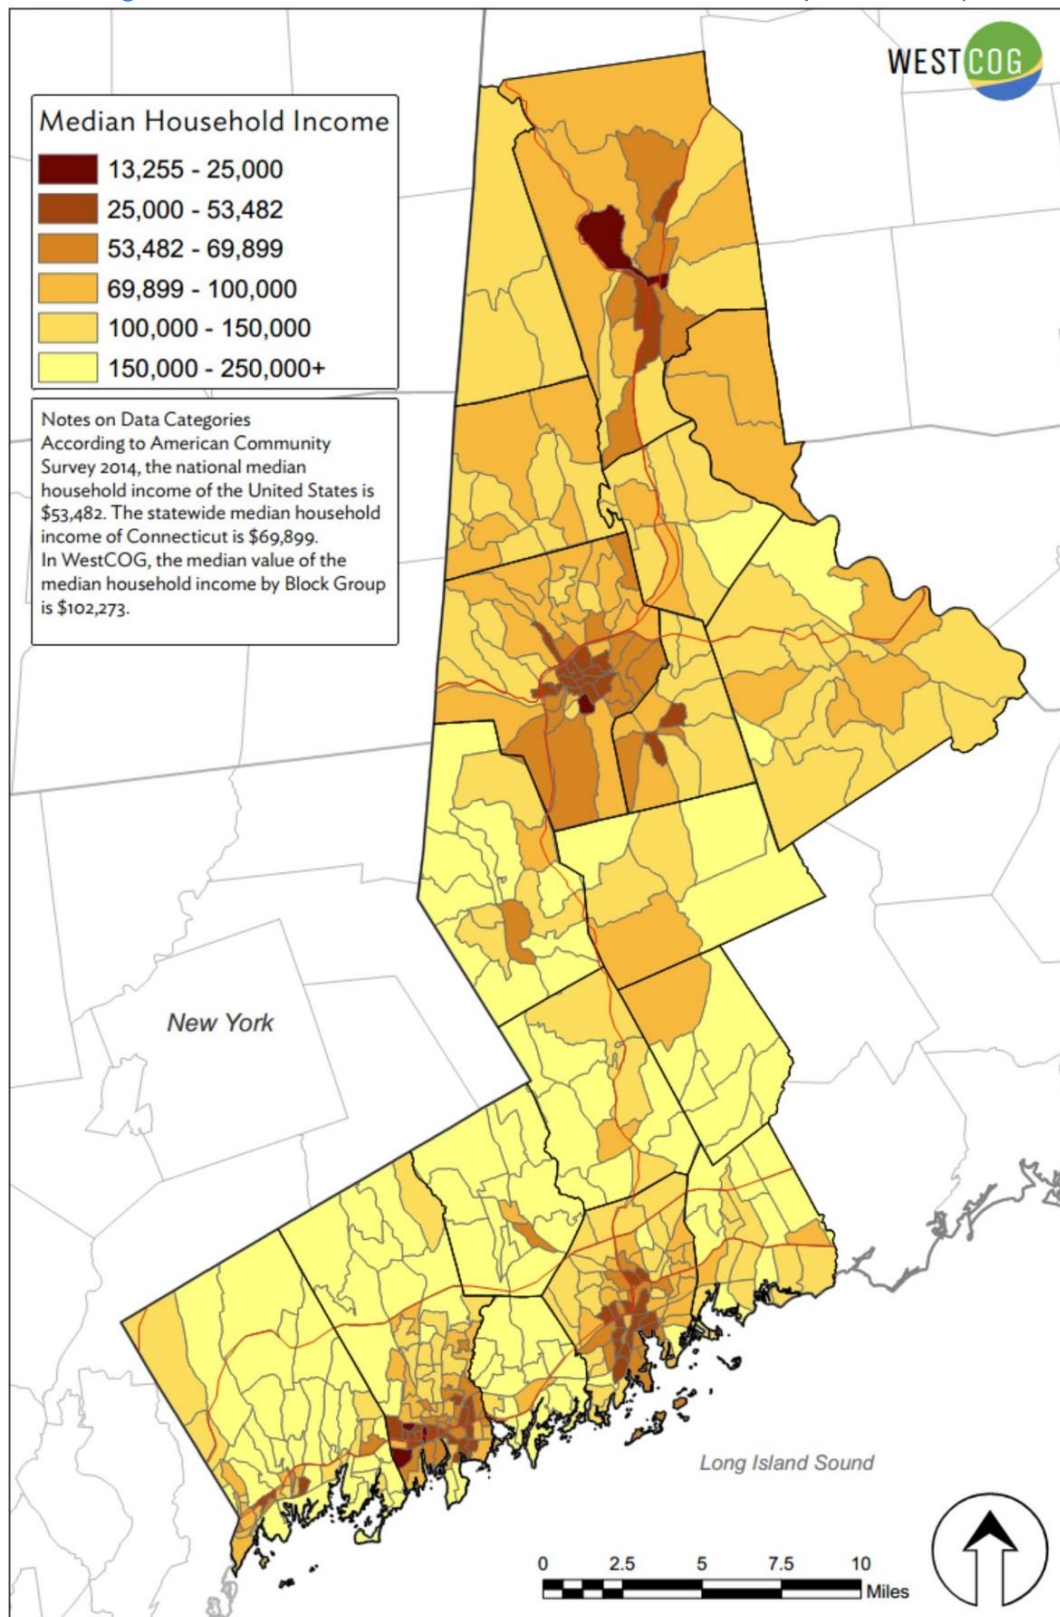 WESTCOG
Median Household Income
13,255 - 25,000
25,000 - 53,482
53,482 - 69,899
69,899 - 100,000
100,000 - 150,000
150,000 - 250,000+
Notes on Data Categories
According to American Community
Survey 2014, the national median
household income of the United States is
$53,482. The statewide median household
income of Connecticut is $69,899.
In WestCOG, the median value of the
median household income by Block Group
is $102,273.
New York
Long Island Sound
0 2.5 5 7.5 10
Miles